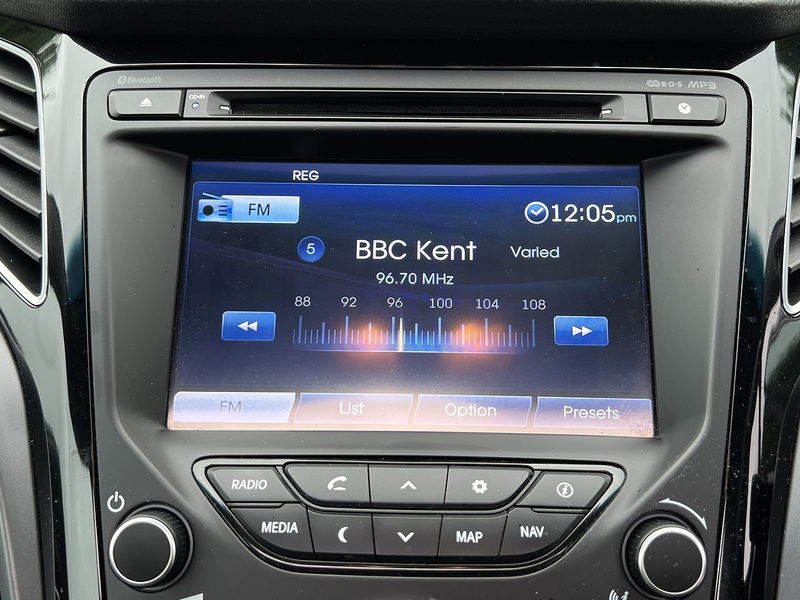 Bluetooth
CD-IN
R·D·S MP3
REG
FM
12:05pm
5 BBC Kent Varied
96.70 MHz
88 92 96 100 104 108
FM List Option Presets
RADIO
MEDIA MAP NAV